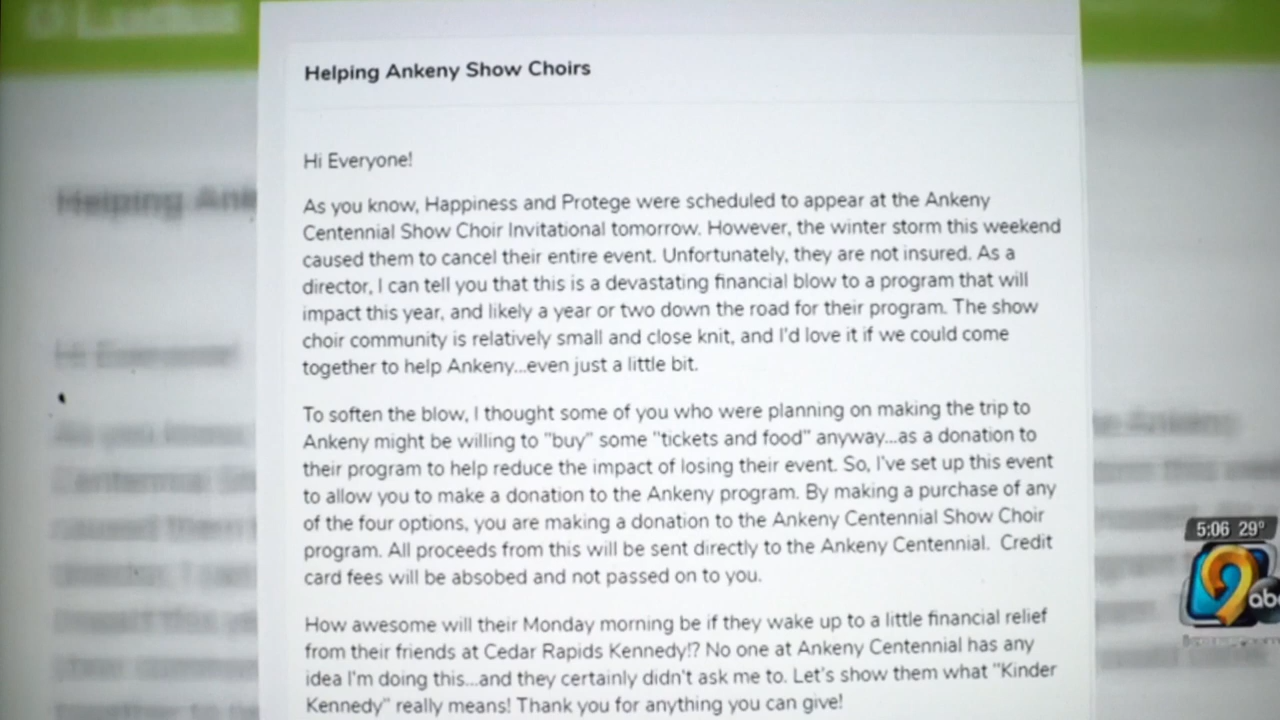 Helping Ankeny Show Choirs
Hi Everyone!
As you know, Happiness and Protege were scheduled to appear at the Ankeny
Centennial Show Choir Invitational tomorrow. However, the winter storm this weekend
caused them to cancel their entire event. Unfortunately, they are not insured. As a
director, I can tell you that this is a devastating financial blow to a program that will
impact this year, and likely a year or two down the road for their program. The show
choir community is relatively small and close knit, and I'd love it if we could come
together to help Ankeny...even just a little bit.
To soften the blow, I thought some of you who were planning on making the trip to
Ankeny might be willing to "buy" some "tickets and food" anyway...as a donation to
their program to help reduce the impact of losing their event. So, I've set up this event
to allow you to make a donation to the Ankeny program. By making a purchase of any
of the four options, you are making a donation to the Ankeny Centennial Show Choir
program. All proceeds from this will be sent directly to the Ankeny Centennial. Credit
card fees will be absobed and not passed on to you.
How awesome will their Monday morning be if they wake up to a little financial relief
from their friends at Cedar Rapids Kennedy!? No one at Ankeny Centennial has any
idea I'm doing this...and they certainly didn't ask me to. Let's show them what "Kinder
Kennedy" really means! Thank you for anything you can give!
5:06 29°
9
abc